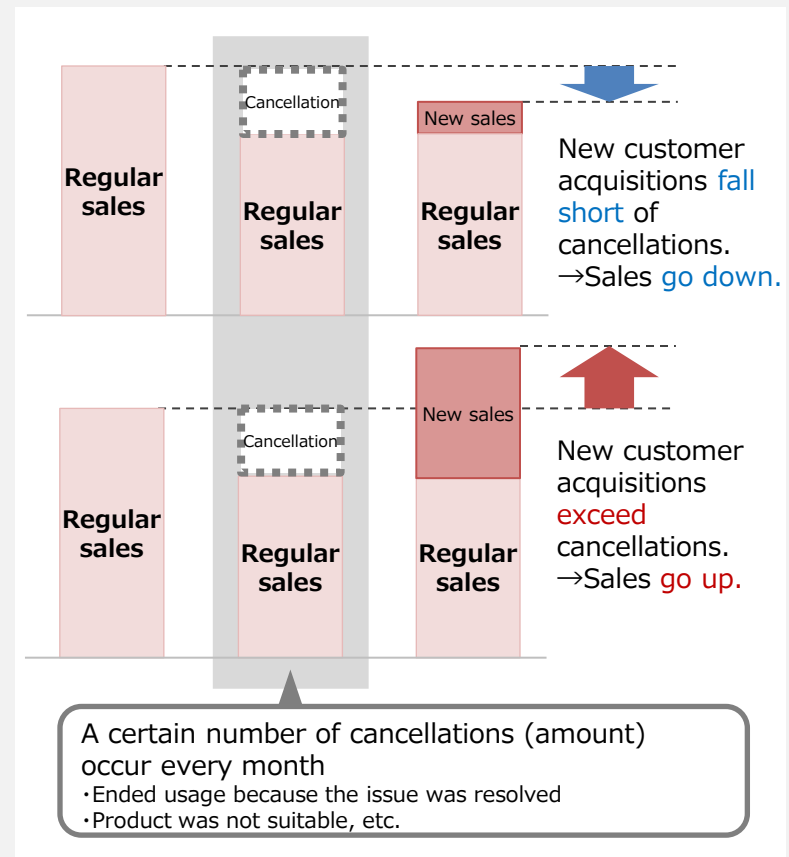 Cancellation
New sales
Regular
sales
Regular
sales
Regular
sales
New customer
acquisitions fall
short of
cancellations.
→Sales go down.
Cancellation
New sales
Regular
sales
Regular
sales
Regular
sales
New customer
acquisitions
exceed
cancellations.
→Sales go up.
A certain number of cancellations (amount)
occur every month
・Ended usage because the issue was resolved
・Product was not suitable, etc.